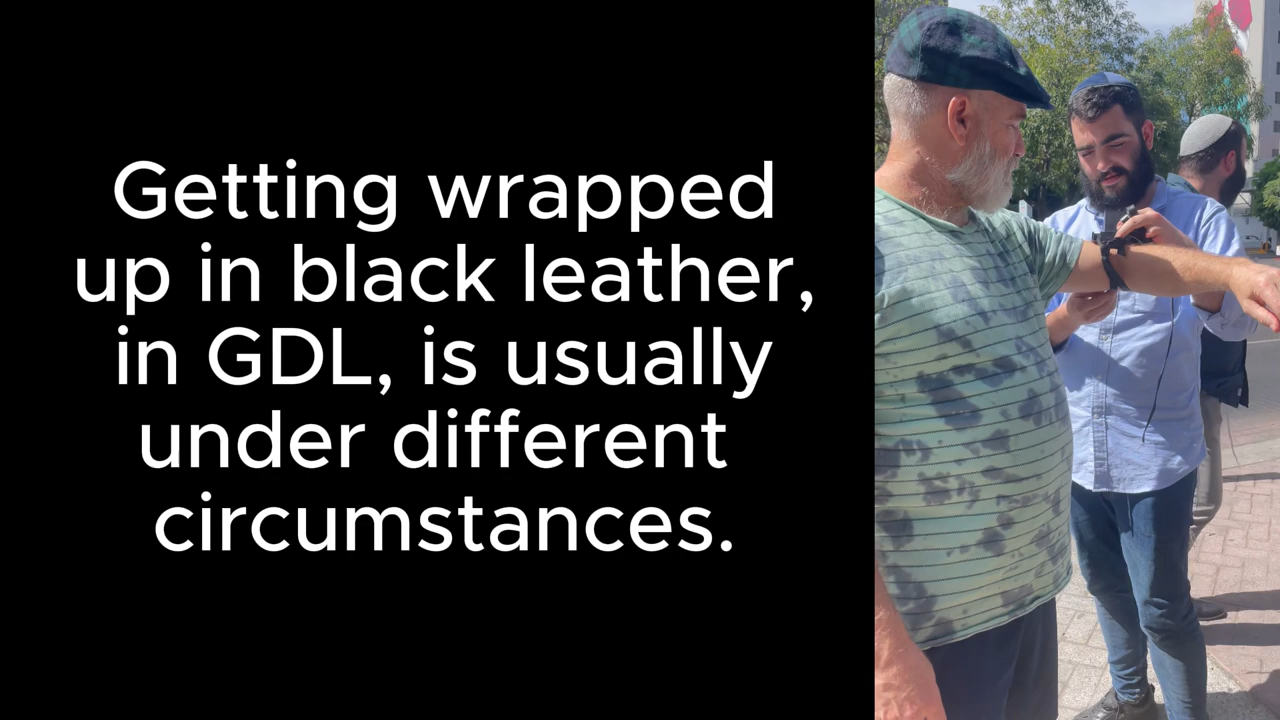 Getting wrapped
up in black leather,
in GDL, is usually
under different
circumstances.